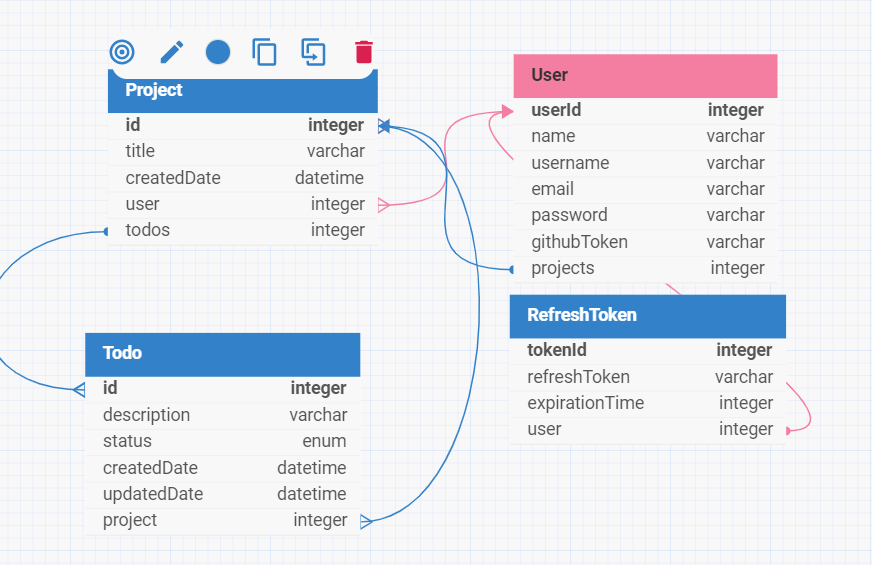 Project
id integer
title varchar
createdDate datetime
user integer
todos integer
User
userId integer
name varchar
username varchar
email varchar
password varchar
githubToken varchar
projects integer
Todo
id integer
description varchar
status enum
createdDate datetime
updatedDate datetime
project integer
RefreshToken
tokenId integer
refreshToken varchar
expirationTime integer
user integer